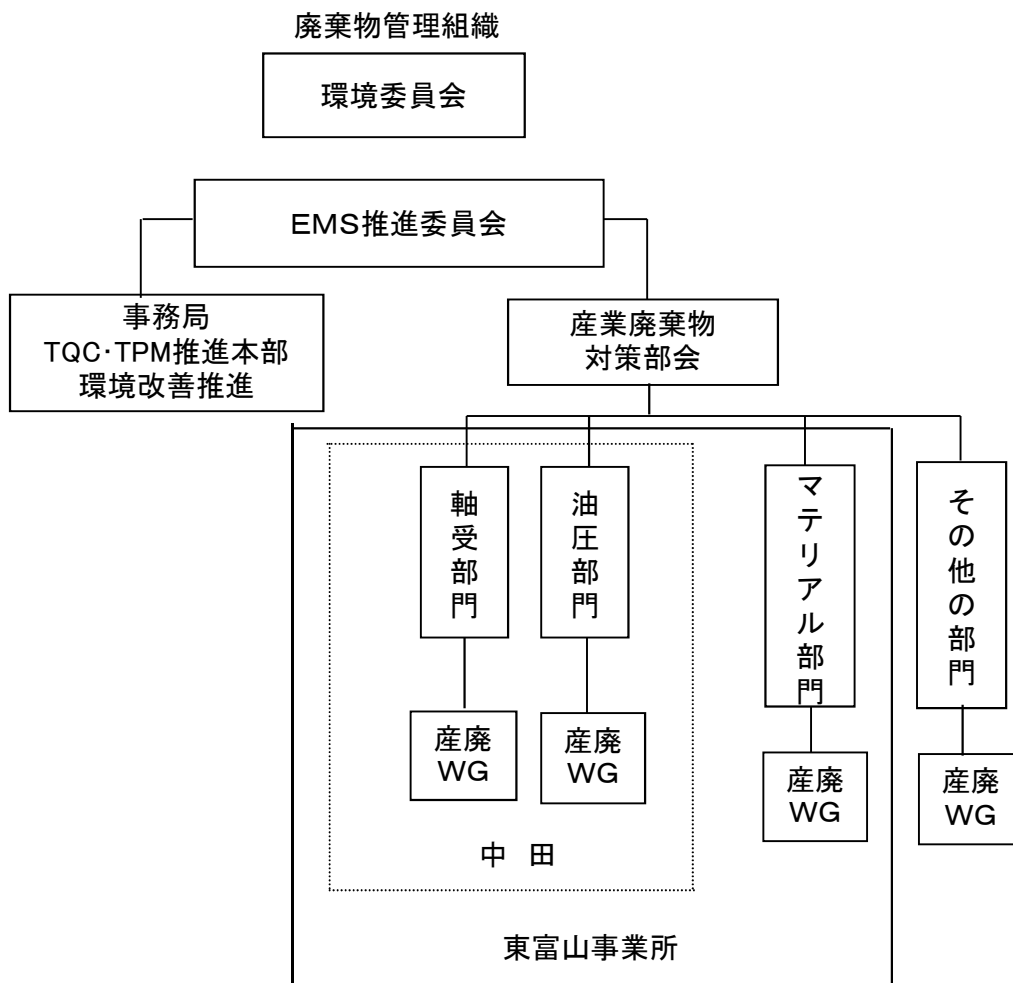 廃棄物管理組織
環境委員会
EMS推進委員会
事務局
TQC･TPM推進本部
環境改善推進
産業廃棄物
対策部会
軸受部門
油圧部門
マテリアル部門
その他の部門
産廃
WG
産廃
WG
産廃
WG
産廃
WG
中 田
東富山事業所